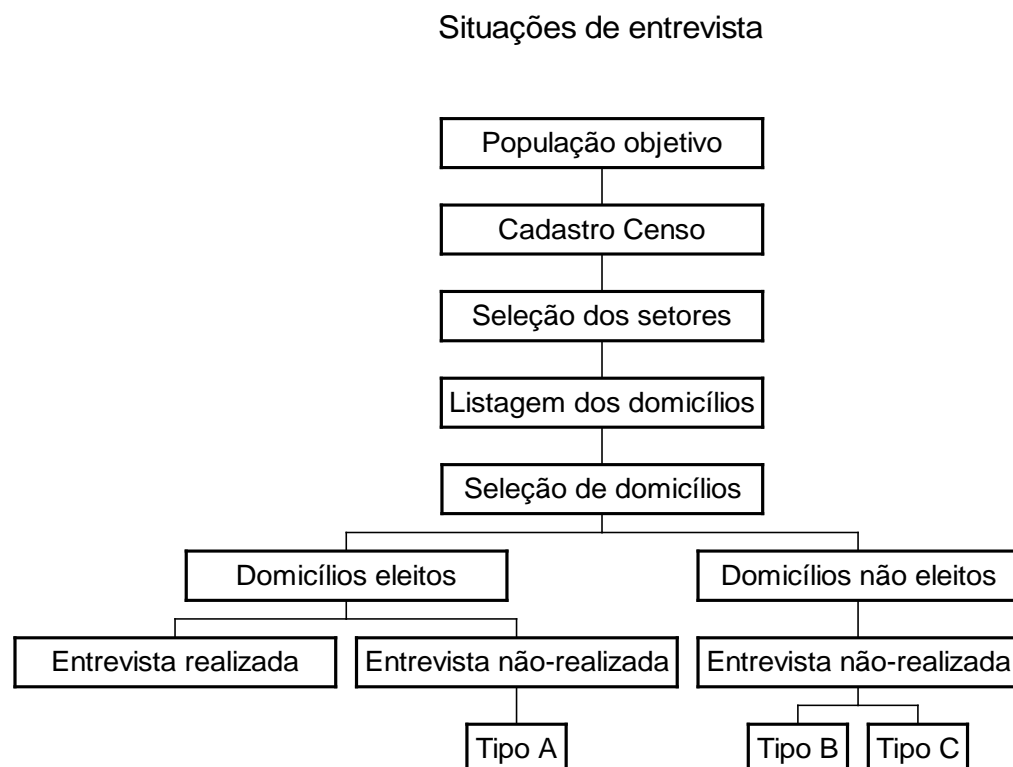 Situações de entrevista
População objetivo
Cadastro Censo
Seleção dos setores
Listagem dos domicílios
Seleção de domicílios
Domicílios eleitos
Domicílios não eleitos
Entrevista realizada
Entrevista não-realizada
Entrevista não-realizada
Tipo A
Tipo B
Tipo C